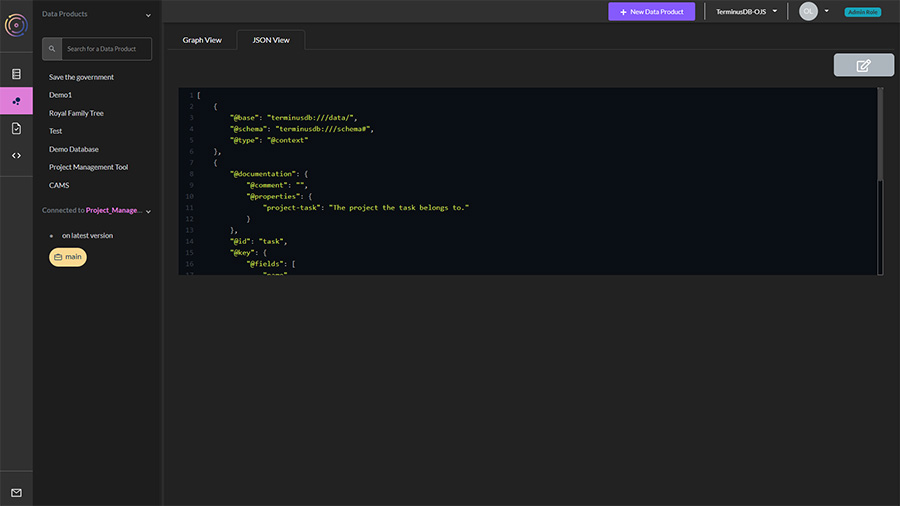 Data Products
+ New Data Product
TerminusDB-OJS
OL
Admin Role
Search for a Data Product
Save the government
Demo1
Royal Family Tree
Test
Demo Database
Project Management Tool
CAMS
Connected to Project_Manage...
on latest version
main
Graph View
JSON View
1 [
2 {
3 "@base": "terminusdb:///data/",
4 "@schema": "terminusdb:///schema#",
5 "@type": "@context"
6 },
7 {
8 "@documentation": {
9 "@comment": "",
10 "@properties": {
11 "project-task": "The project the task belongs to."
12 }
13 },
14 "@id": "task",
15 "@key": {
16 "@fields": [
17 "name"